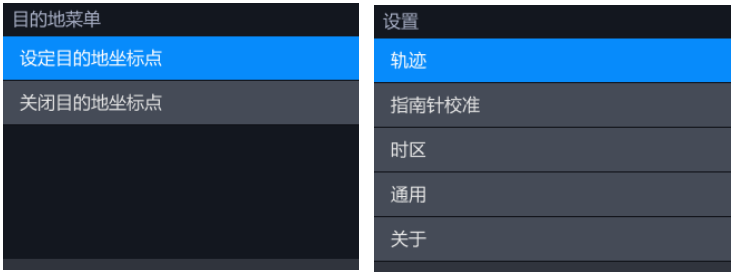 目的地菜单
设定目的地坐标点
关闭目的地坐标点
设置
轨迹
指南针校准
时区
通用
关于